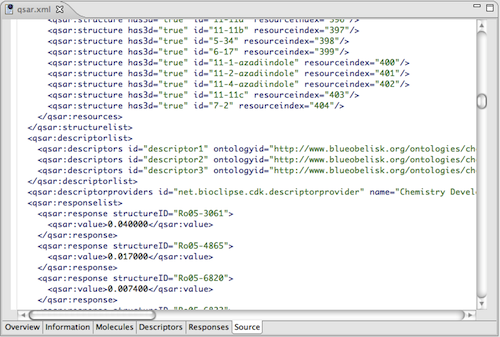 qsar.xml
<qsar:structure has3d="true" id="11-11a" resourceindex="396"/>
<qsar:structure has3d="true" id="11-11b" resourceindex="397"/>
<qsar:structure has3d="true" id="5-34" resourceindex="398"/>
<qsar:structure has3d="true" id="6-17" resourceindex="399"/>
<qsar:structure has3d="true" id="11-1-azadiindole" resourceindex="400"
<qsar:structure has3d="true" id="11-2-azadiindole" resourceindex="401"
<qsar:structure has3d="true" id="11-4-azadiindole" resourceindex="402"
<qsar:structure has3d="true" id="11-11c" resourceindex="403"/>
<qsar:structure has3d="true" id="7-2" resourceindex="404"/>
</qsar:resources>
</qsar:structurelist>
<qsar:descriptorlist>
<qsar:descriptors id="descriptor1" ontologyid="http://www.blueobelisk.org/ontologies/ch
<qsar:descriptors id="descriptor2" ontologyid="http://www.blueobelisk.org/ontologies/ch
<qsar:descriptors id="descriptor3" ontologyid="http://www.blueobelisk.org/ontologies/ch
</qsar:descriptorlist>
<qsar:descriptorproviders id="net.bioclipse.cdk.descriptorprovider" name="Chemistry Devel
<qsar:responselist>
<qsar:response structureID="Ro05-3061">
<qsar:value>0.040000</qsar:value>
</qsar:response>
<qsar:response structureID="Ro05-4865">
<qsar:value>0.017000</qsar:value>
</qsar:response>
<qsar:response structureID="Ro05-6820">
<qsar:value>0.007400</qsar:value>
</qsar:response>
Overview Information Molecules Descriptors Responses Source